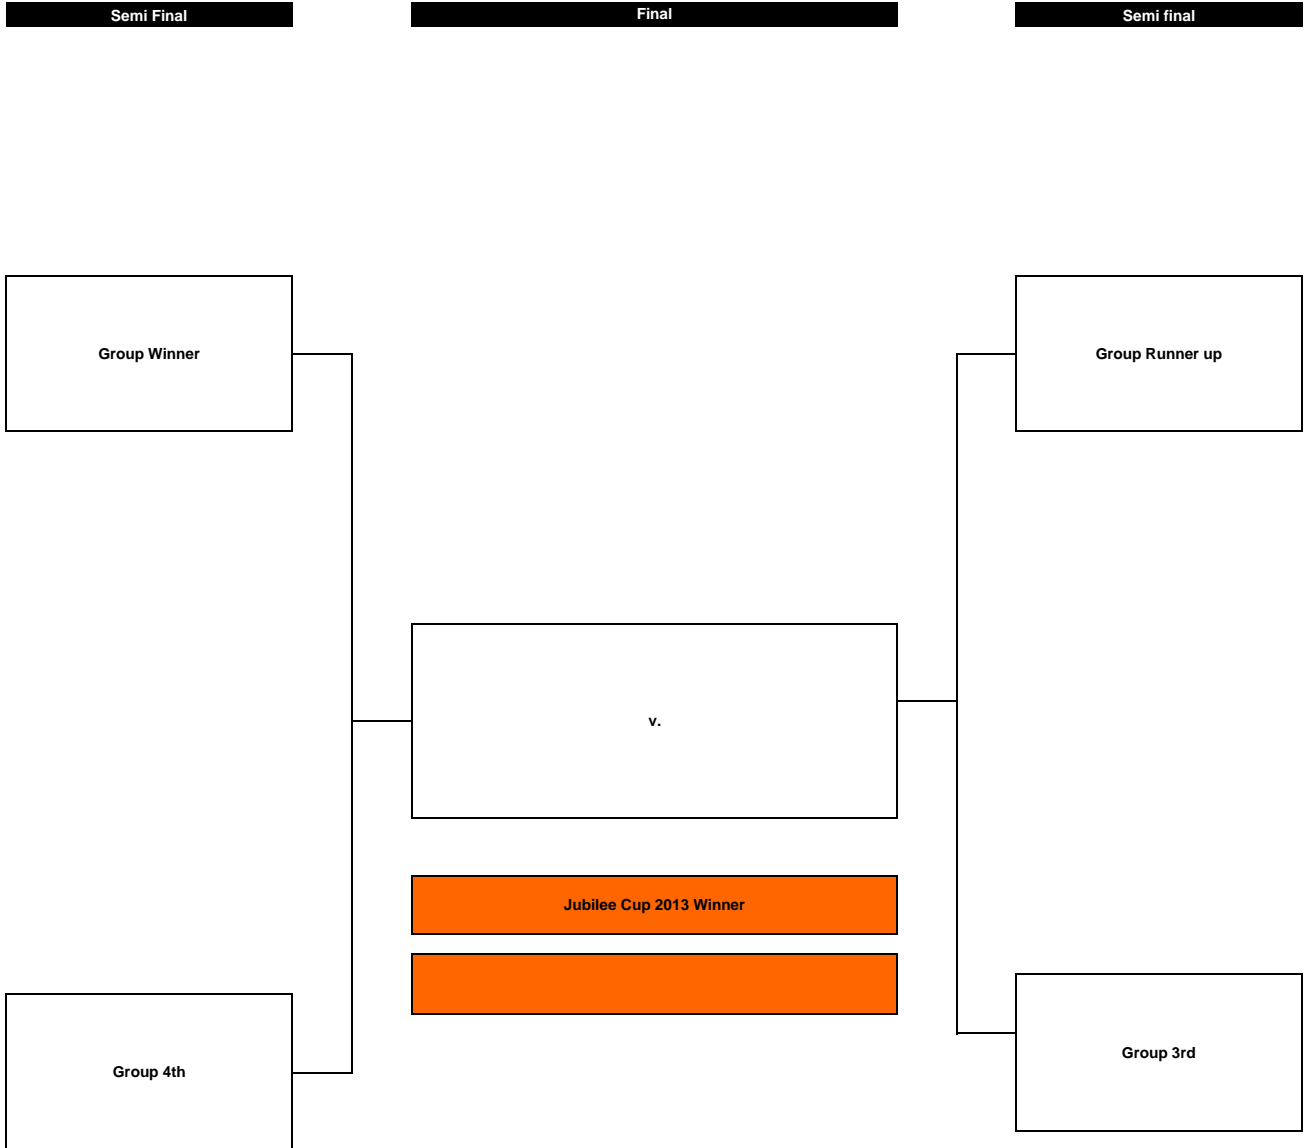 Semi Final
Final
Semi final
Group Winner
Group Runner up
v.
Jubilee Cup 2013 Winner
Group 3rd
Group 4th